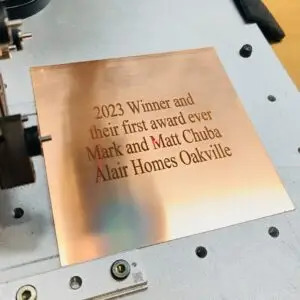 2023 Winner and
their first award ever
Mark and Matt Chuba
Alair Homes Oakville